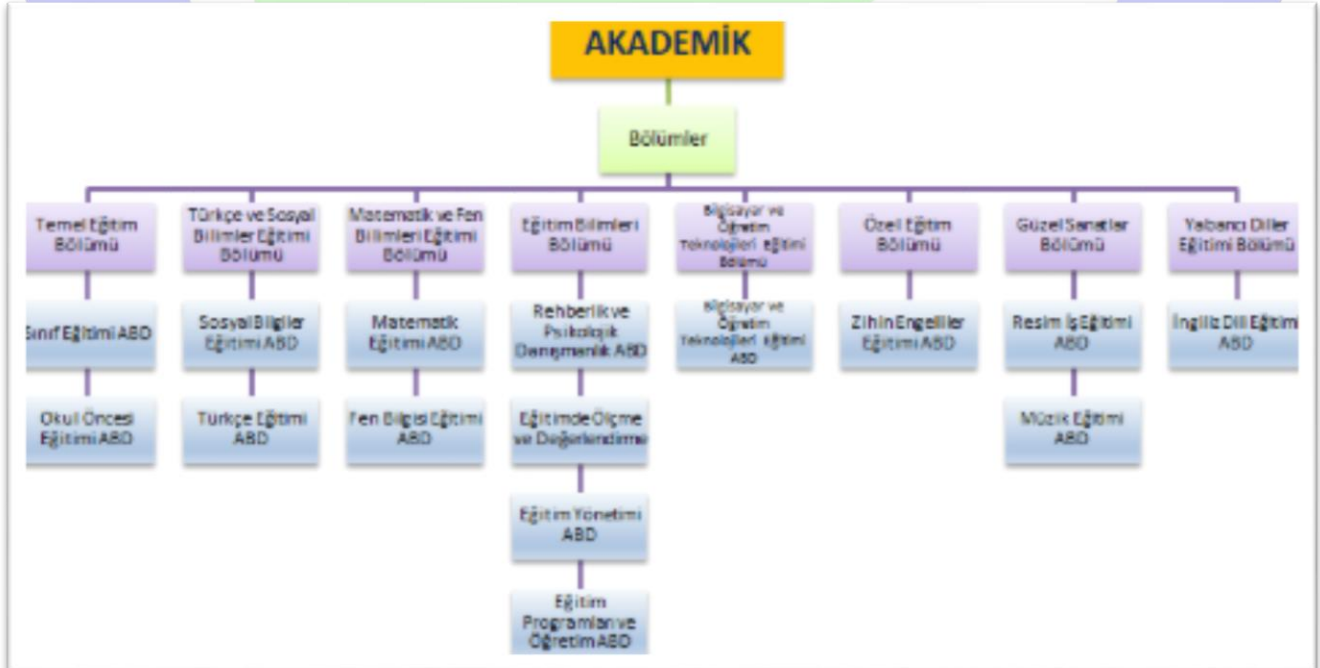 AKADEMİK
Bölümler
Temel Eğitim
Bölümü
Türkçe ve Sosyal
Bilimler Eğitimi
Bölümü
Matematik ve Fen
Bilimleri Eğitimi
Bölümü
Eğitim Bilimleri
Bölümü
Bilgisayar ve
Öğretim
Teknolojileri Eğitimi
Bölümü
Özel Eğitim
Bölümü
Güzel Sanatlar
Bölümü
Yabancı Diller
Eğitimi Bölümü
Sınıf Eğitimi ABD
Sosyal Bilgiler
Eğitimi ABD
Matematik
Eğitimi ABD
Rehberlik ve
Psikolojik
Danışmanlık ABD
Bilgisayar ve
Öğretim
Teknolojileri Eğitimi
ABD
Zihin Engelliler
Eğitimi ABD
Resim İş Eğitimi
ABD
İngiliz Dili Eğitimi
ABD
Okul Öncesi
Eğitimi ABD
Türkçe Eğitimi
ABD
Fen Bilgisi Eğitimi
ABD
Eğitimde Ölçme
ve Değerlendirme
Müzik Eğitimi
ABD
Eğitim Yönetimi
ABD
Eğitim
Programları ve
Öğretim ABD